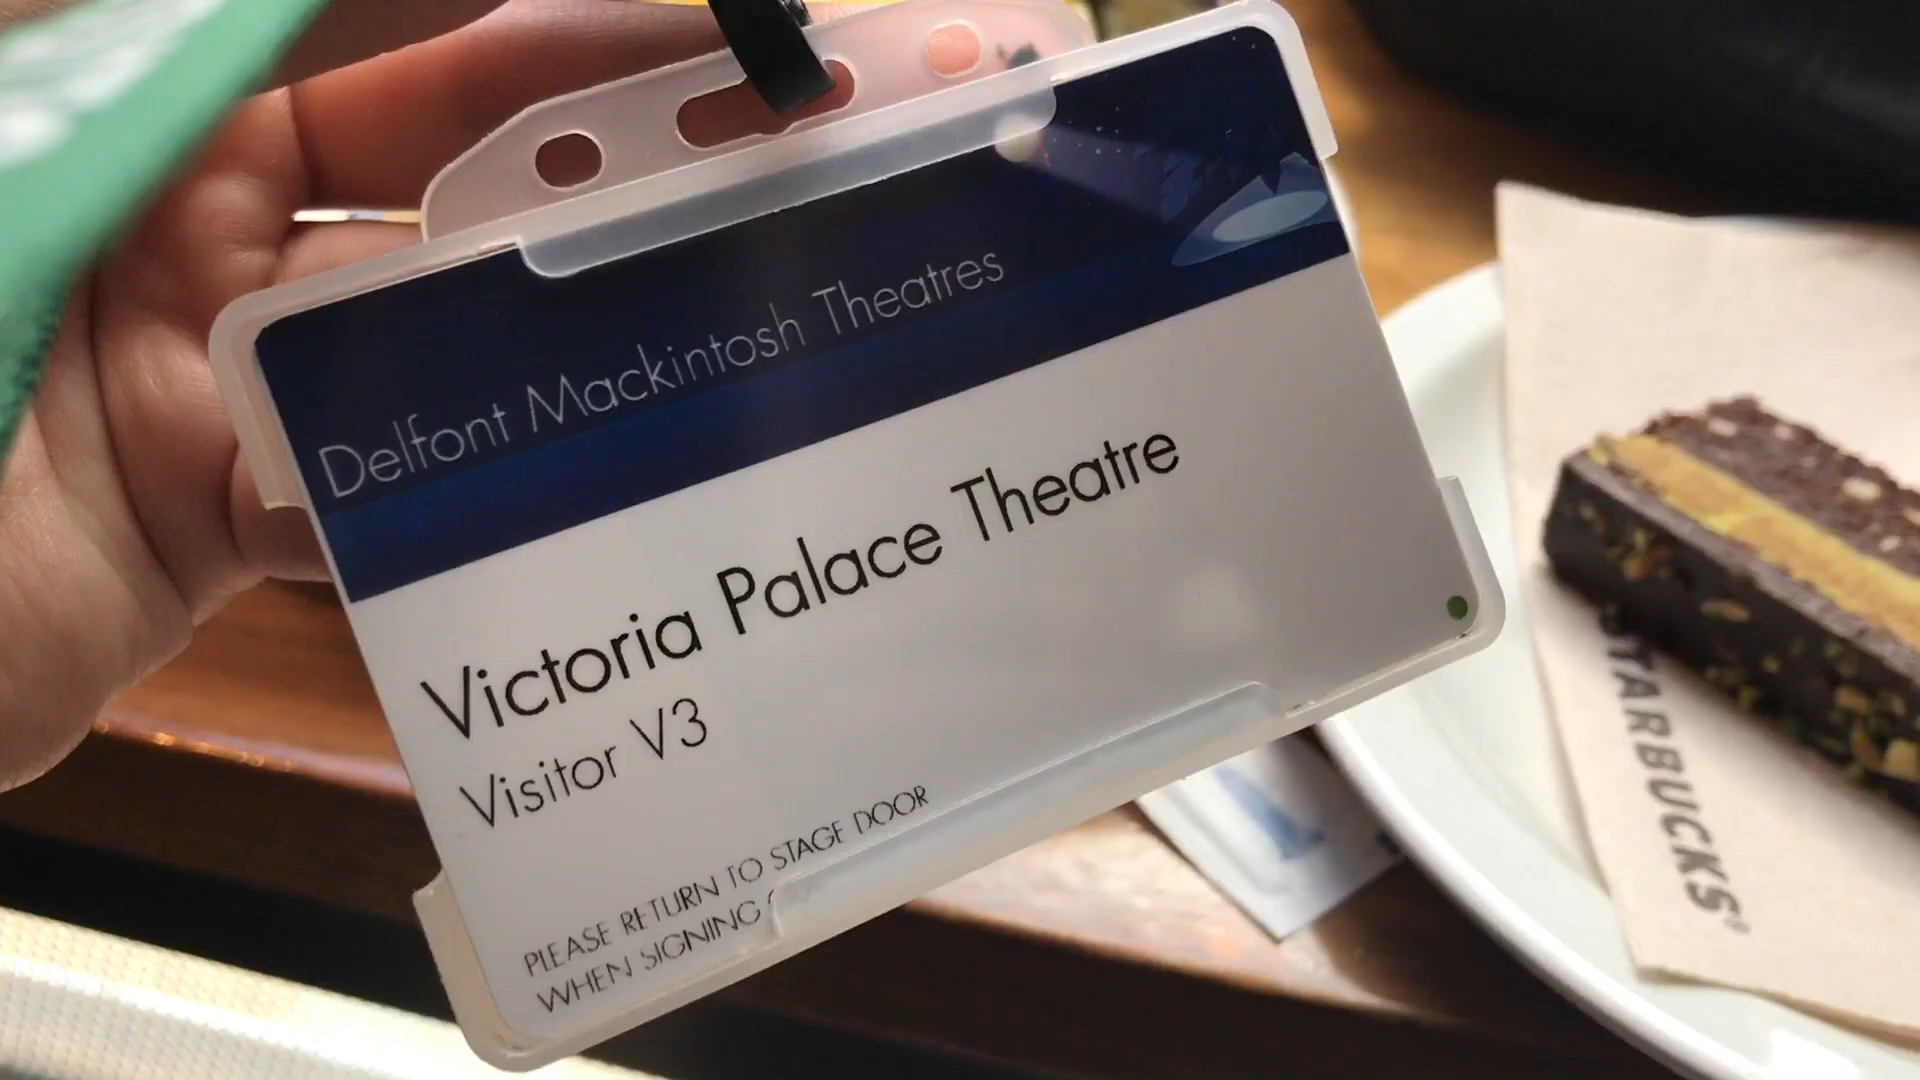 Delfont Mackintosh Theatres
Victoria Palace Theatre
Visitor V3
PLEASE RETURN TO STAGE DOOR
WHEN SIGNING
STARBUCKS®